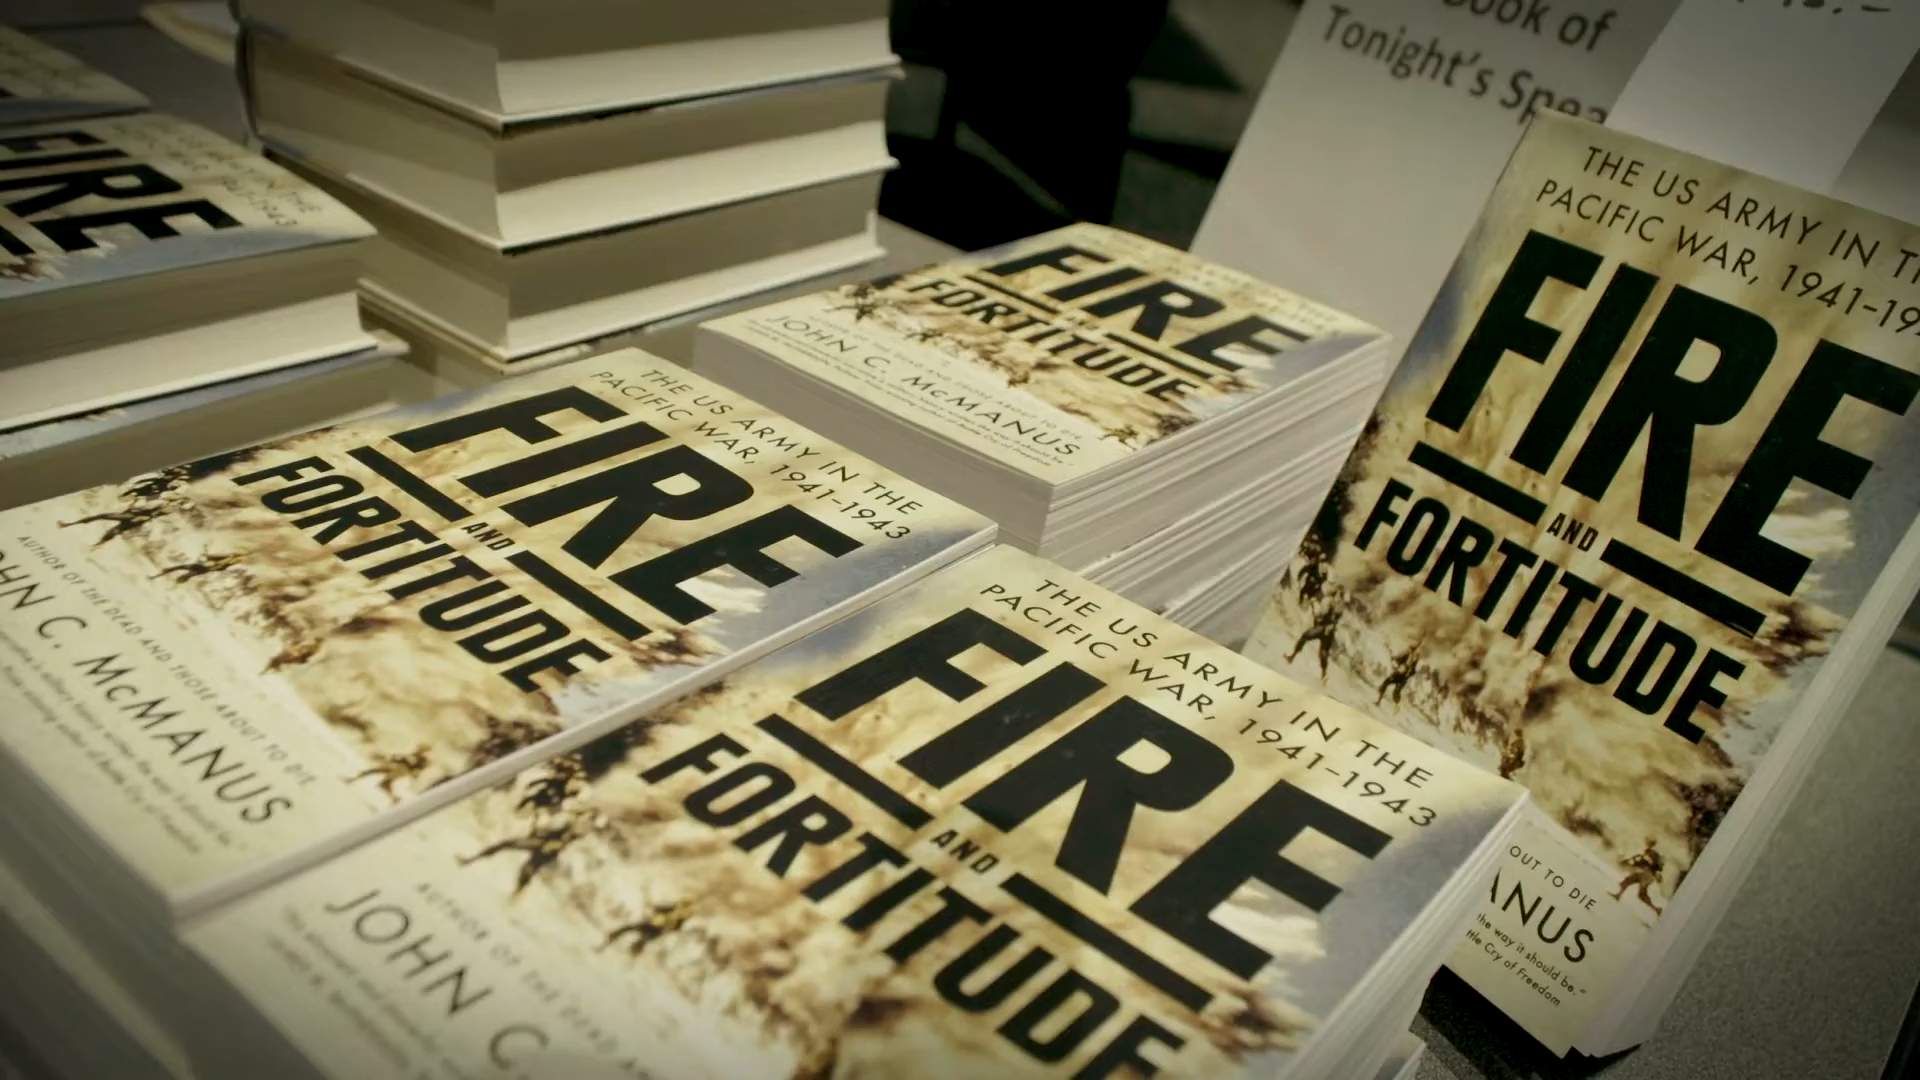 Book of
Tonight's Spea
THE US ARMY IN TH
PACIFIC WAR, 1941-19
FIRE
AND
FORTITUDE
OUT TO DIE
ANUS
the way it should be."
ttle Cry of Freedom
FIRE
FIRE
FORTITUDE
JOHN C. McMANUS
THE US ARMY IN THE
PACIFIC WAR, 1941-1943
FIRE
AND
FORTITUDE
AUTHOR OF THE DEAD AND THOSE ABOUT TO DIE
OHN C. McMANUS
THE US ARMY IN THE
PACIFIC WAR, 1941-1943
FIRE
AND
FORTITUDE
AUTHOR OF THE DEAD AN
JOHN C